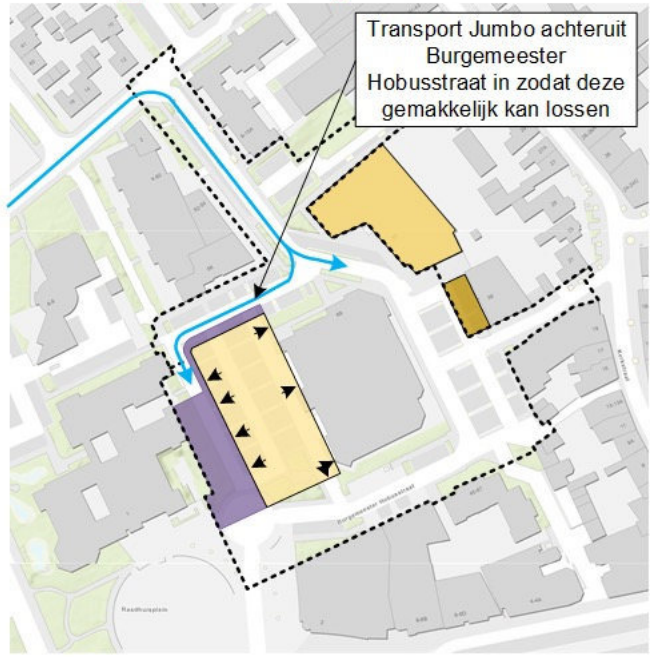 Transport Jumbo achteruit
Burgemeester
Hobusstraat in zodat deze
gemakkelijk kan lossen
Kerkstraat
Burgemeester Hobusstraat
Raadhuisplein